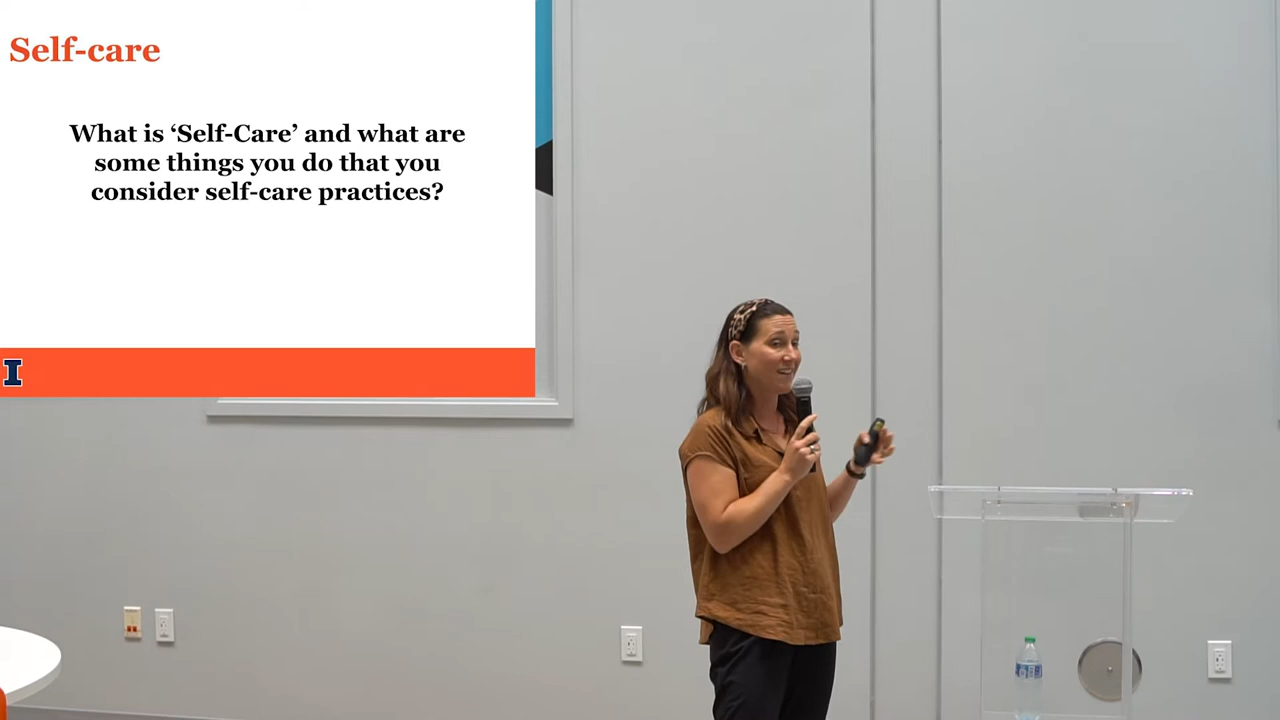 Self-care
What is ‘Self-Care’ and what are
some things you do that you
consider self-care practices?
I